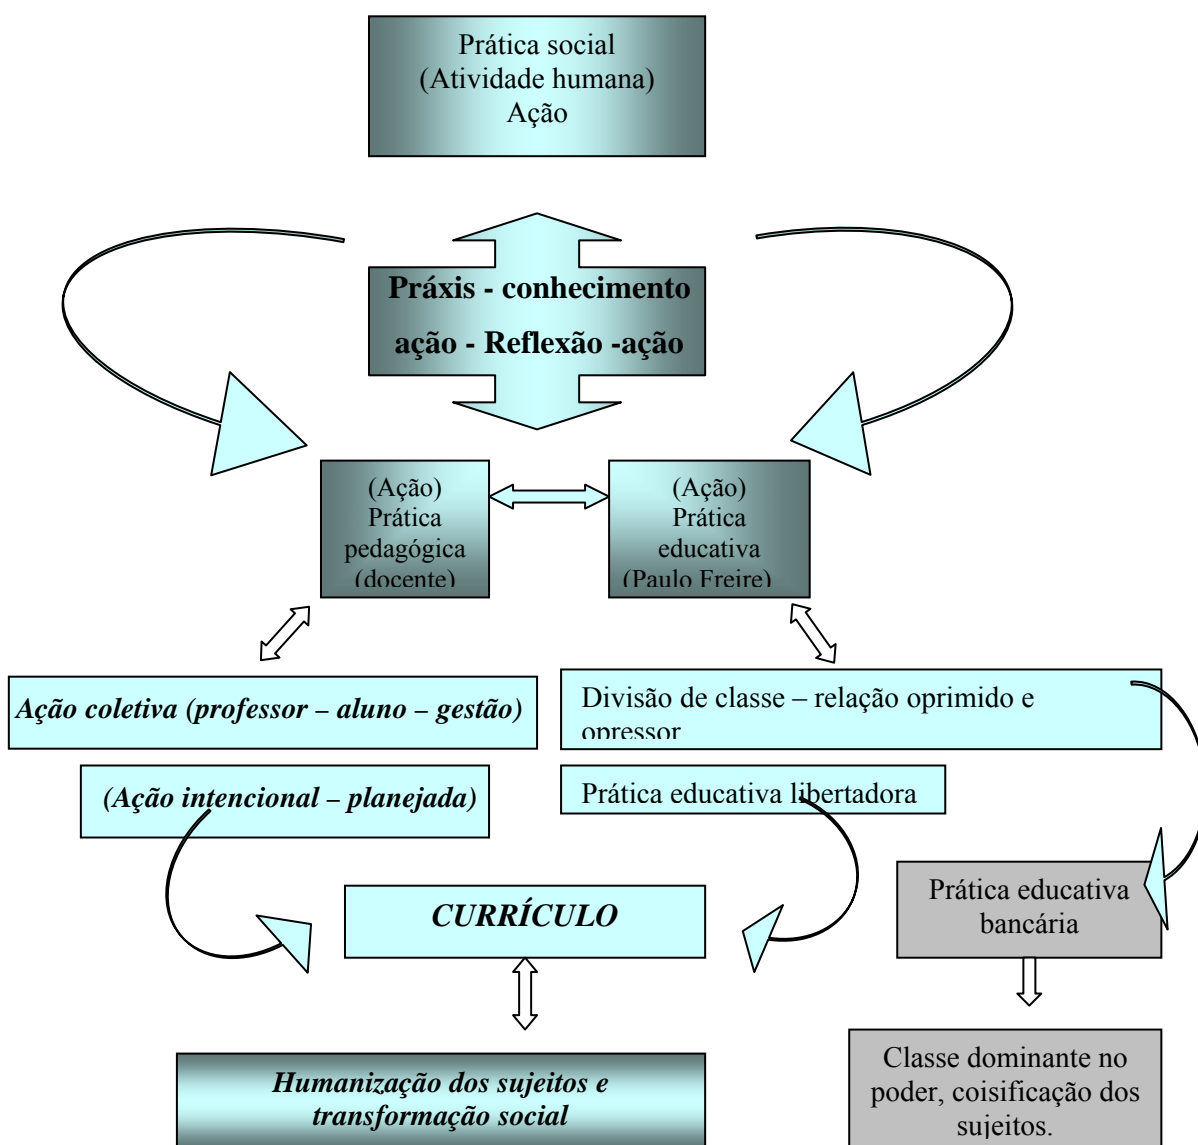 Prática social
(Atividade humana)
Ação
Práxis - conhecimento
ação - Reflexão -ação
(Ação)
Prática
pedagógica
(docente)
(Ação)
Prática
educativa
(Paulo Freire)
Ação coletiva (professor – aluno – gestão)
(Ação intencional – planejada)
Divisão de classe – relação oprimido e
opressor
Prática educativa libertadora
CURRÍCULO
Prática educativa
bancária
Humanização dos sujeitos e
transformação social
Classe dominante no
poder, coisificação dos
sujeitos.